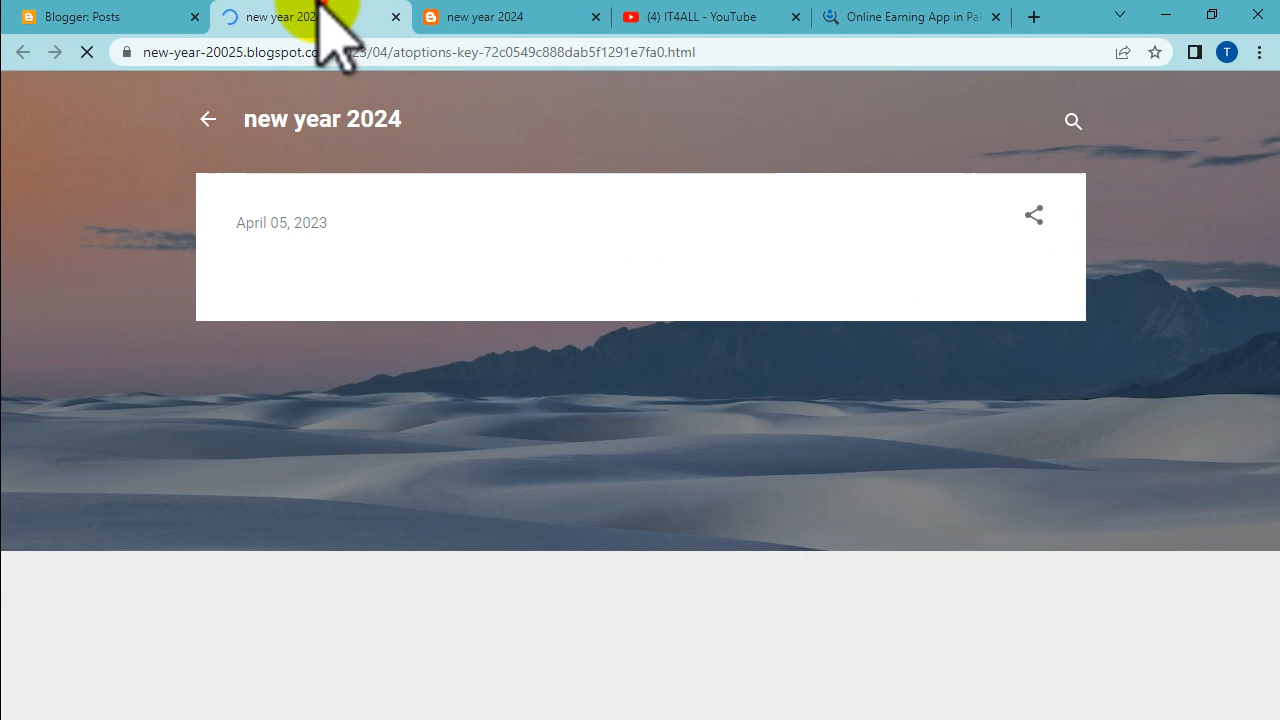 Blogger: Posts
new year 202
new year 2024
(4) IT4ALL - YouTube
Online Earning App in Pak
new-year-20025.blogspot.co 23/04/atoptions-key-72c0549c888dab5f1291e7fa0.html
T
new year 2024
April 05, 2023